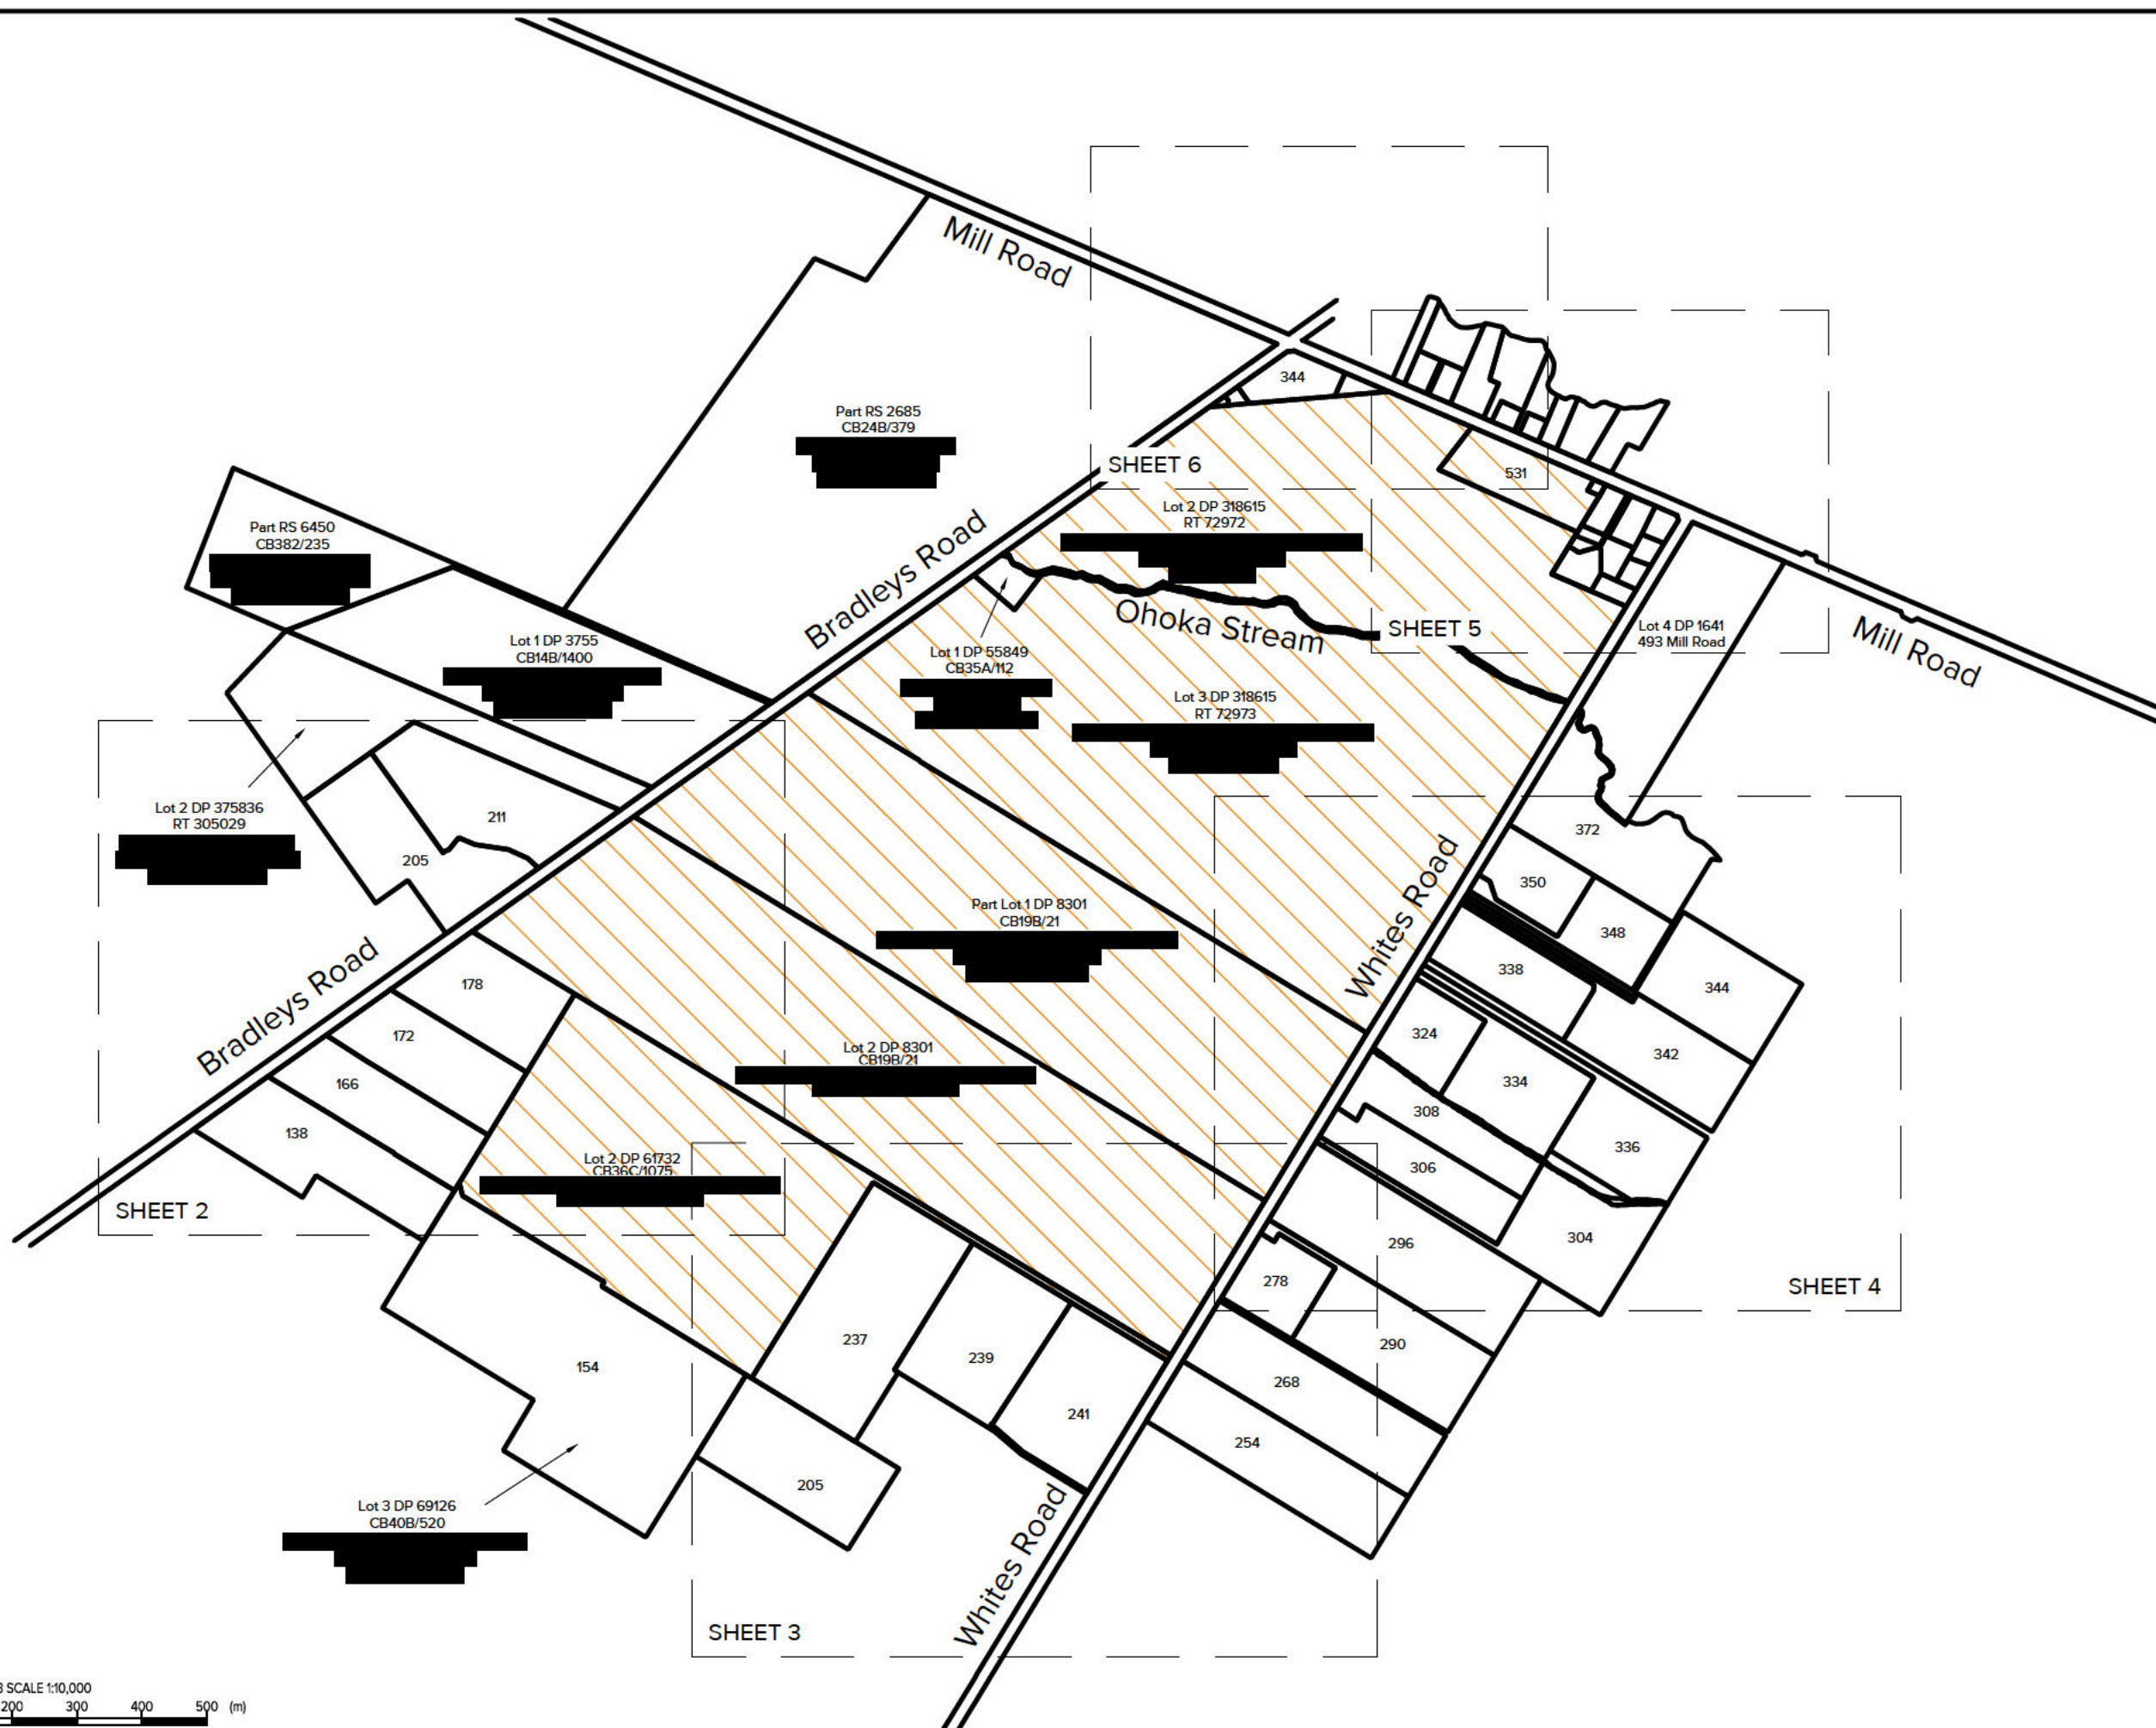 Mill Road
344
Part RS 2685
CB24B/379
SHEET 6
531
Lot 2 DP 318615
RT 72972
Part RS 6450
CB382/235
Bradleys Road
Ohoka Stream
SHEET 5
Lot 4 DP 1641
493 Mill Road
Mill Road
Lot 1 DP 3755
CB14B/1400
Lot 1 DP 55849
CB35A/112
Lot 3 DP 318615
RT 72973
Lot 2 DP 375836
RT 305029
211
205
372
350
348
344
338
342
Whites Road
Part Lot 1 DP 8301
CB19B/21
Bradleys Road
178
172
166
138
324
334
308
336
306
304
Lot 2 DP 8301
CB19B/21
Lot 2 DP 61732
CB36C/1075
SHEET 2
296
278
SHEET 4
290
237
239
268
154
241
254
205
Lot 3 DP 69126
CB40B/520
Whites Road
SHEET 3
3 SCALE 1:10,000
200 300 400 500 (m)